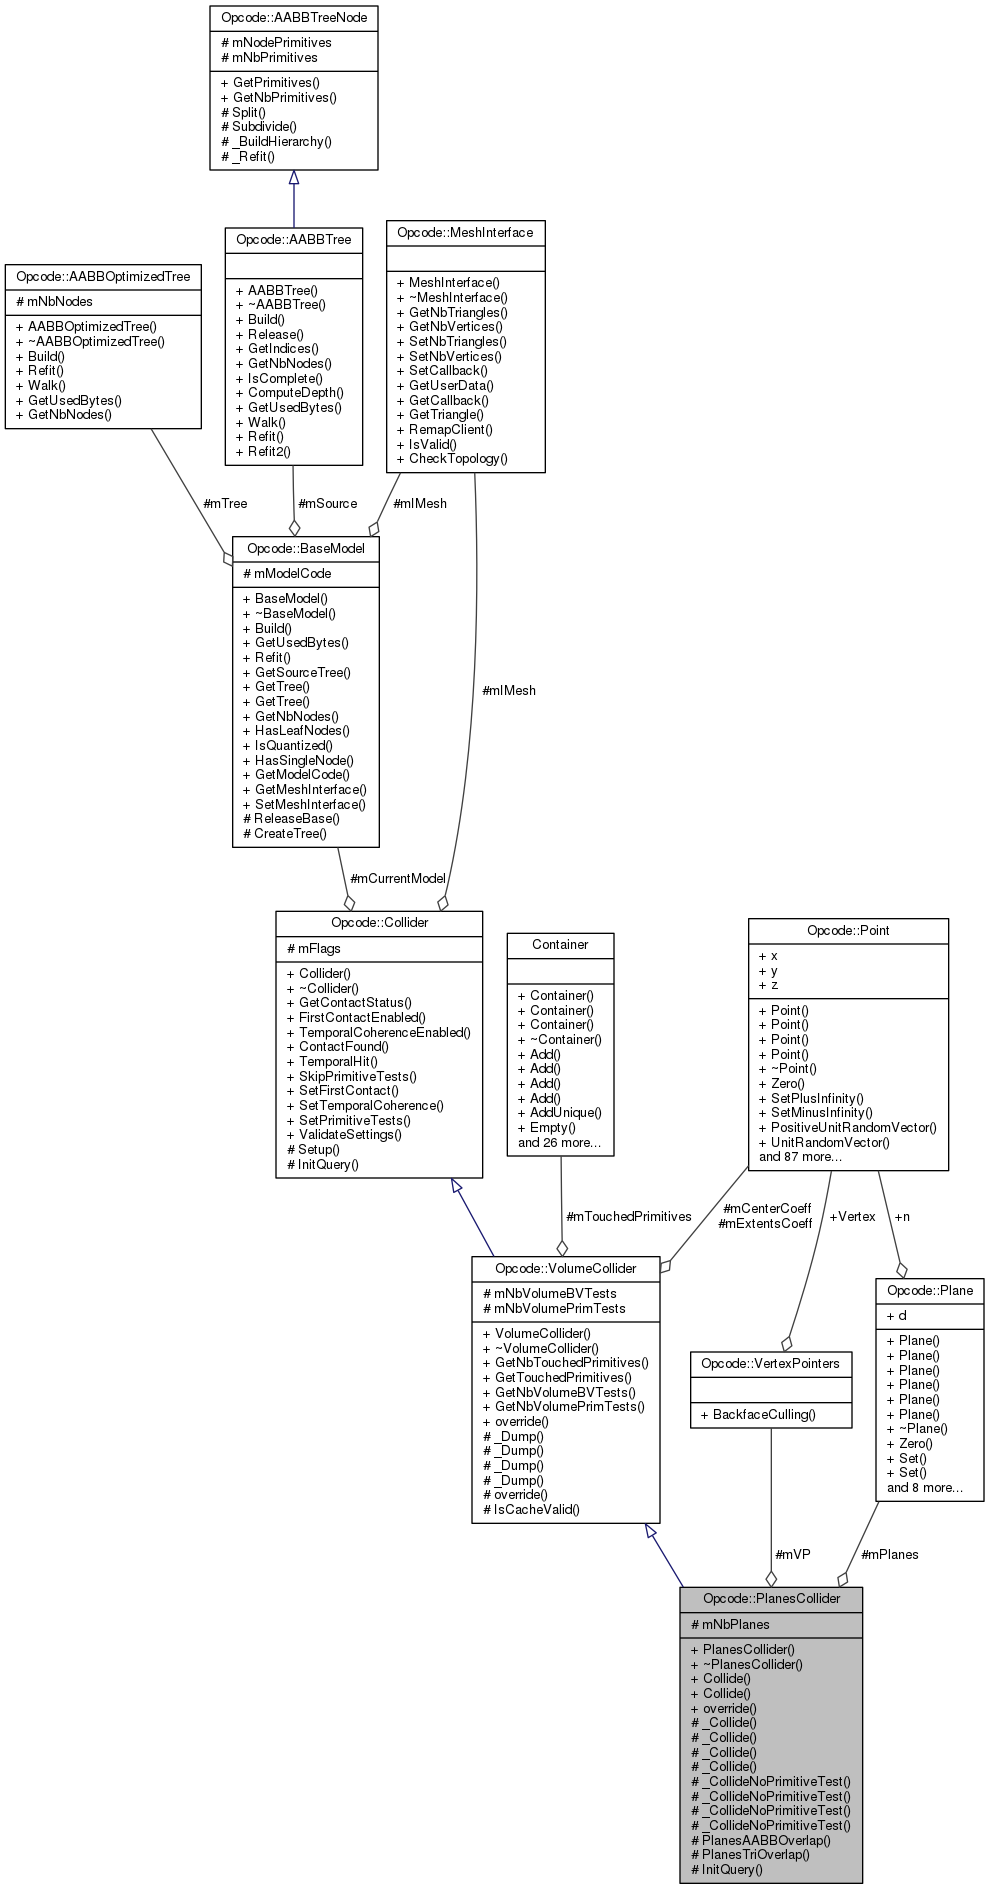 Opcode::AABBTreeNode
# mNodePrimitives
# mNbPrimitives
+ GetPrimitives()
+ GetNbPrimitives()
# Split()
# Subdivide()
# _BuildHierarchy()
# _Refit()
Opcode::AABBOptimizedTree
# mNbNodes
+ AABBOptimizedTree()
+ ~AABBOptimizedTree()
+ Build()
+ Refit()
+ Walk()
+ GetUsedBytes()
+ GetNbNodes()
Opcode::AABBTree
+ AABBTree()
+ ~AABBTree()
+ Build()
+ Release()
+ GetIndices()
+ GetNbNodes()
+ IsComplete()
+ ComputeDepth()
+ GetUsedBytes()
+ Walk()
+ Refit()
+ Refit2()
Opcode::MeshInterface
+ MeshInterface()
+ ~MeshInterface()
+ GetNbTriangles()
+ GetNbVertices()
+ SetNbTriangles()
+ SetNbVertices()
+ SetCallback()
+ GetUserData()
+ GetCallback()
+ GetTriangle()
+ RemapClient()
+ IsValid()
+ CheckTopology()
#mTree
#mSource
#mIMesh
Opcode::BaseModel
# mModelCode
+ BaseModel()
+ ~BaseModel()
+ Build()
+ GetUsedBytes()
+ Refit()
+ GetSourceTree()
+ GetTree()
+ GetTree()
+ GetNbNodes()
+ HasLeafNodes()
+ IsQuantized()
+ HasSingleNode()
+ GetModelCode()
+ GetMeshInterface()
+ SetMeshInterface()
# ReleaseBase()
# CreateTree()
#mIMesh
#mCurrentModel
Opcode::Collider
# mFlags
+ Collider()
+ ~Collider()
+ GetContactStatus()
+ FirstContactEnabled()
+ TemporalCoherenceEnabled()
+ ContactFound()
+ TemporalHit()
+ SkipPrimitiveTests()
+ SetFirstContact()
+ SetTemporalCoherence()
+ SetPrimitiveTests()
+ ValidateSettings()
# Setup()
# InitQuery()
Container
+ Container()
+ Container()
+ Container()
+ ~Container()
+ Add()
+ Add()
+ Add()
+ Add()
+ AddUnique()
+ Empty()
and 26 more...
Opcode::Point
+ x
+ y
+ z
+ Point()
+ Point()
+ Point()
+ Point()
+ ~Point()
+ Zero()
+ SetPlusInfinity()
+ SetMinusInfinity()
+ PositiveUnitRandomVector()
+ UnitRandomVector()
and 87 more...
#mTouchedPrimitives
#mCenterCoeff
#mExtentsCoeff
+Vertex
+n
Opcode::VolumeCollider
# mNbVolumeBVTests
# mNbVolumePrimTests
+ VolumeCollider()
+ ~VolumeCollider()
+ GetNbTouchedPrimitives()
+ GetTouchedPrimitives()
+ GetNbVolumeBVTests()
+ GetNbVolumePrimTests()
+ override()
# _Dump()
# _Dump()
# _Dump()
# _Dump()
# override()
# IsCacheValid()
Opcode::VertexPointers
+ BackfaceCulling()
Opcode::Plane
+ d
+ Plane()
+ Plane()
+ Plane()
+ Plane()
+ Plane()
+ Plane()
+ ~Plane()
+ Zero()
+ Set()
+ Set()
and 8 more...
#mVP
#mPlanes
Opcode::PlanesCollider
# mNbPlanes
+ PlanesCollider()
+ ~PlanesCollider()
+ Collide()
+ Collide()
+ override()
# _Collide()
# _Collide()
# _Collide()
# _Collide()
# _CollideNoPrimitiveTest()
# _CollideNoPrimitiveTest()
# _CollideNoPrimitiveTest()
# _CollideNoPrimitiveTest()
# PlanesAABBOverlap()
# PlanesTriOverlap()
# InitQuery()